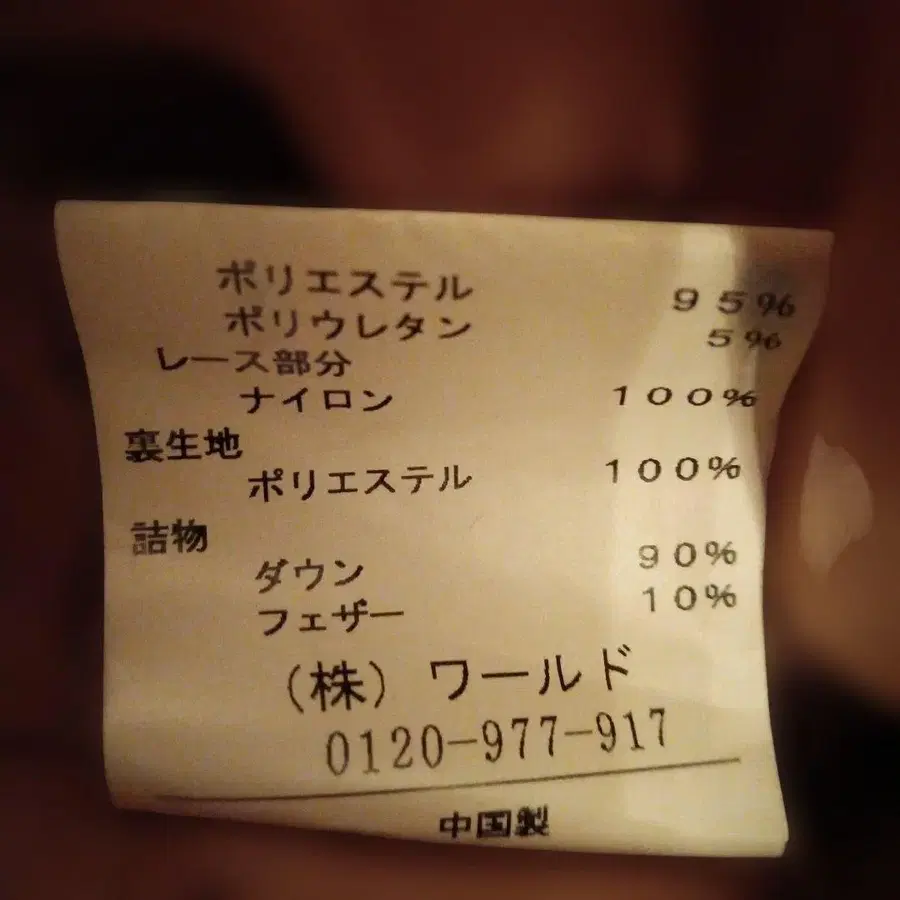 ポリエステル 95%
ポリウレタン 5%
レース部分
ナイロン 100%
裏生地
ポリエステル 100%
詰物
ダウン 90%
フェザー 10%
(株) ワールド
0120-977-917
中国製